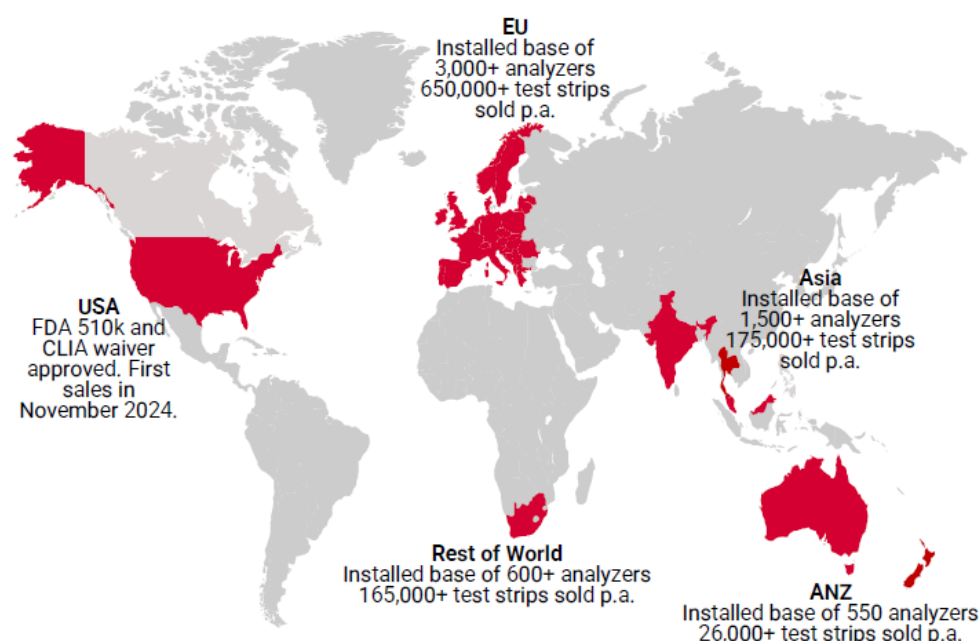 EU
Installed base of
3,000+ analyzers
650,000+ test strips
sold p.a.
USA
FDA 510k and
CLIA waiver
approved. First
sales in
November 2024.
Asia
Installed base of
1,500+ analyzers
175,000+ test strips
sold p.a.
Rest of World
Installed base of 600+ analyzers
165,000+ test strips sold p.a.
ANZ
Installed base of 550 analyzers
26,000+ test strips sold p.a.